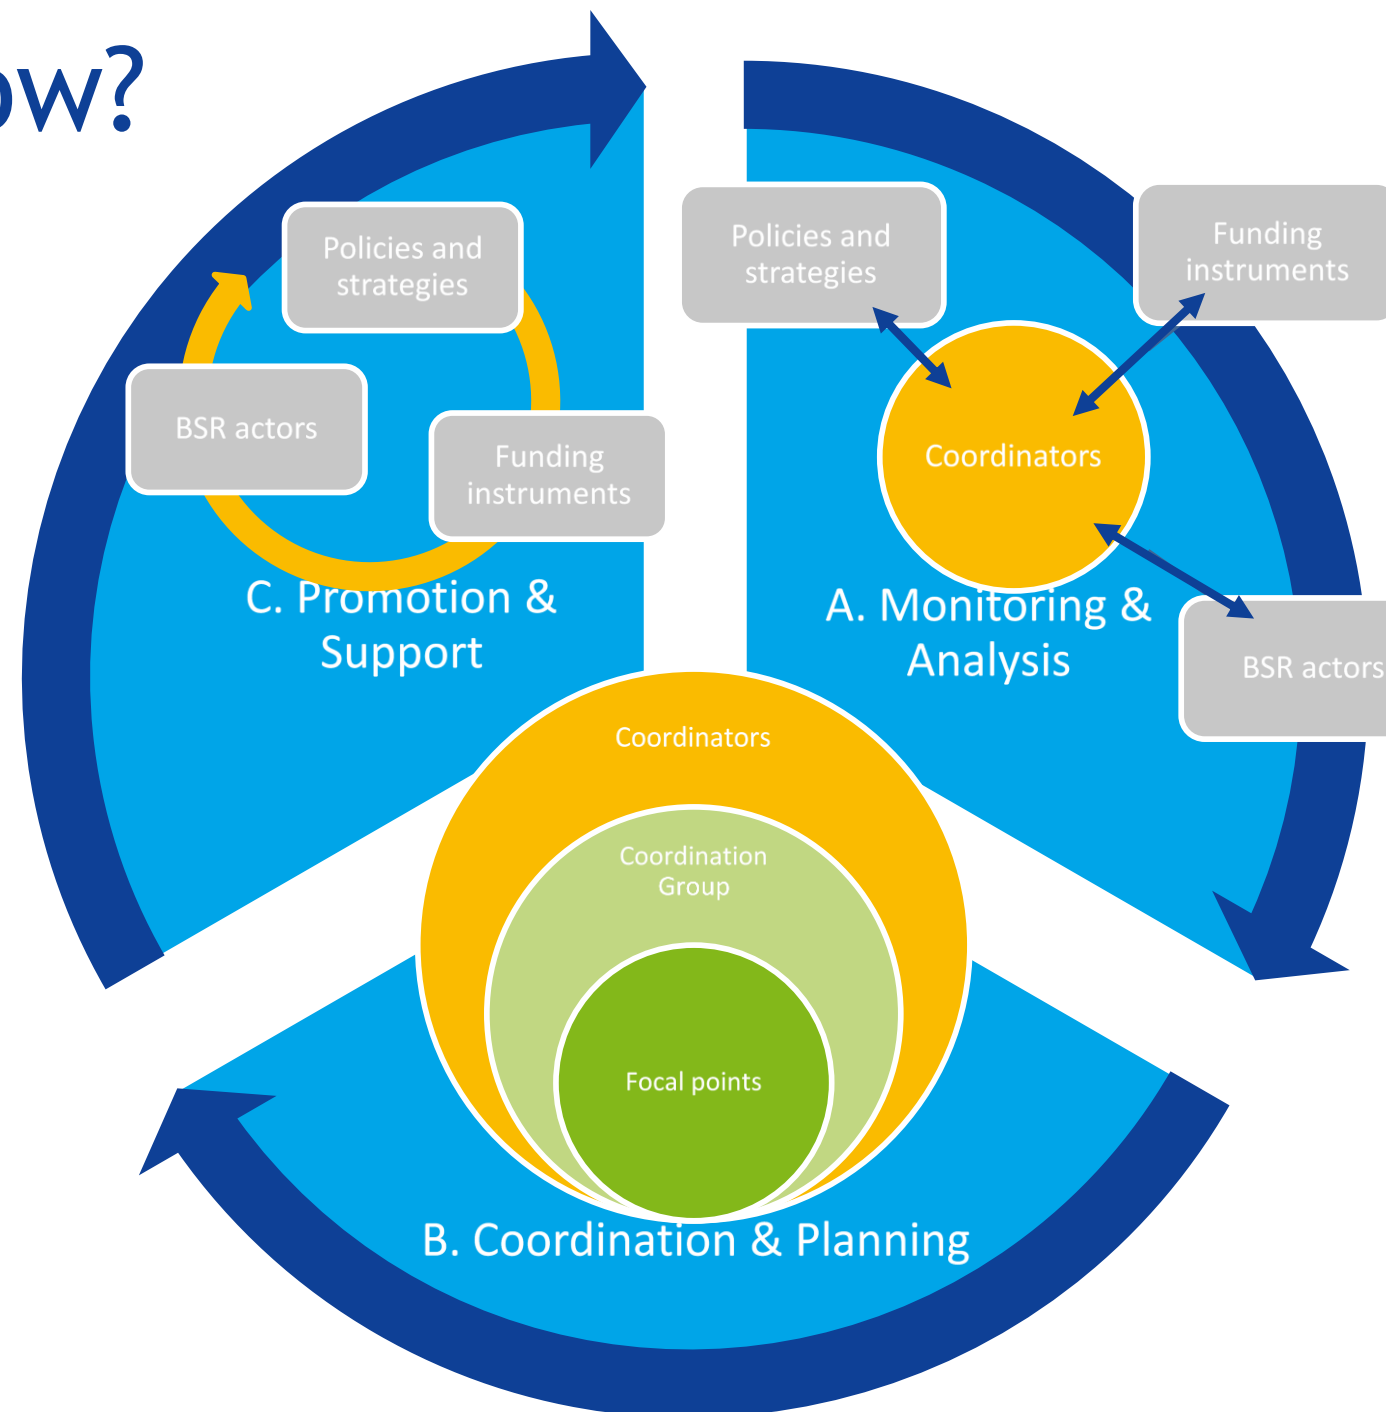 ow?
Policies and
strategies
BSR actors
Funding
instruments
C. Promotion &
Support
Policies and
strategies
Funding
instruments
Coordinators
BSR actors
A. Monitoring &
Analysis
Coordinators
Coordination
Group
Focal points
B. Coordination & Planning